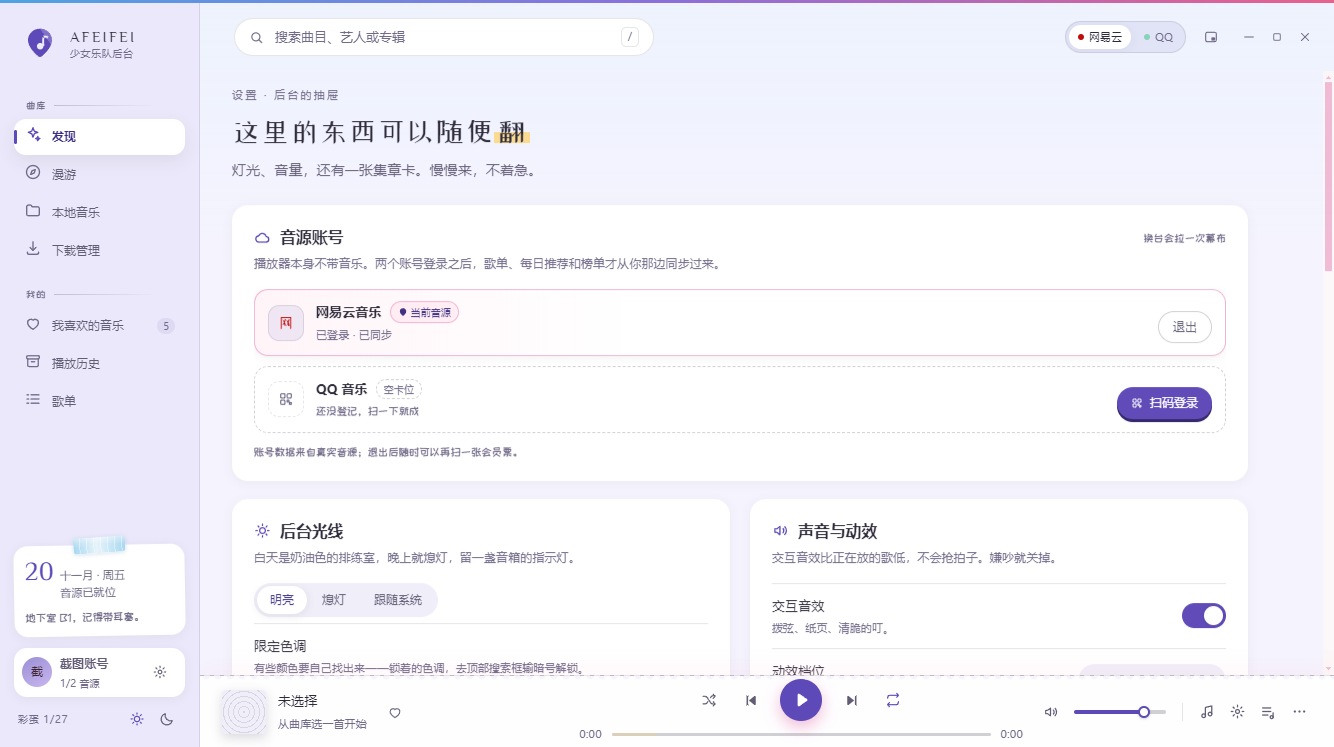 AFEIFEI
少女乐队后台
搜索曲目、艺人或专辑
/
网易云
QQ
曲库
发现
漫游
本地音乐
下载管理
我的
我喜欢的音乐
5
播放历史
歌单
20
十一月 · 周五
音源已就位
地下室 B1，记得带耳塞。
截
截图账号
1/2 音源
彩蛋 1/27
设置 · 后台的抽屉
这里的东西可以随便翻
灯光、音量，还有一张集章卡。慢慢来，不着急。
音源账号
换台会拉一次幕布
播放器本身不带音乐。两个账号登录之后，歌单、每日推荐和榜单才从你那边同步过来。
网
网易云音乐
当前音源
已登录 · 已同步
退出
QQ 音乐
空卡位
还没登记，扫一下就成
扫码登录
账号数据来自真实音源；退出后随时可以再扫一张会员票。
后台光线
白天是奶油色的排练室，晚上就熄灯，留一盏音箱的指示灯。
明亮
熄灯
跟随系统
限定色调
有些颜色要自己找出来——锁着的色调，去顶部搜索框输暗号解锁。
声音与动效
交互音效比正在放的歌低，不会抢拍子。嫌吵就关掉。
交互音效
拨弦、纸页、清脆的叮。
动效档位
未选择
从曲库选一首开始
0:00
0:00